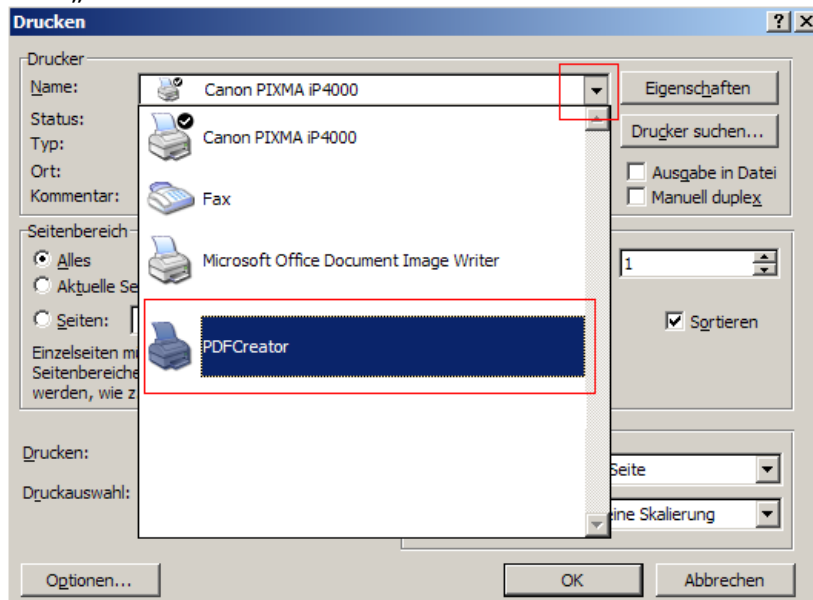 „
Drucken
Drucker
Name: Canon PIXMA iP4000 Eigenschaften
Status:
Canon PIXMA iP4000 Drucker suchen...
Typ:
Ort: Ausgabe in Datei
Kommentar: Fax Manuell duplex
Seitenbereich
Alles Microsoft Office Document Image Writer 1
Aktuelle Se
Seiten: PDFCreator Sortieren
Einzelseiten m
Seitenbereiche
werden, wie z
Drucken: Seite
Druckauswahl: eine Skalierung
Optionen... OK Abbrechen